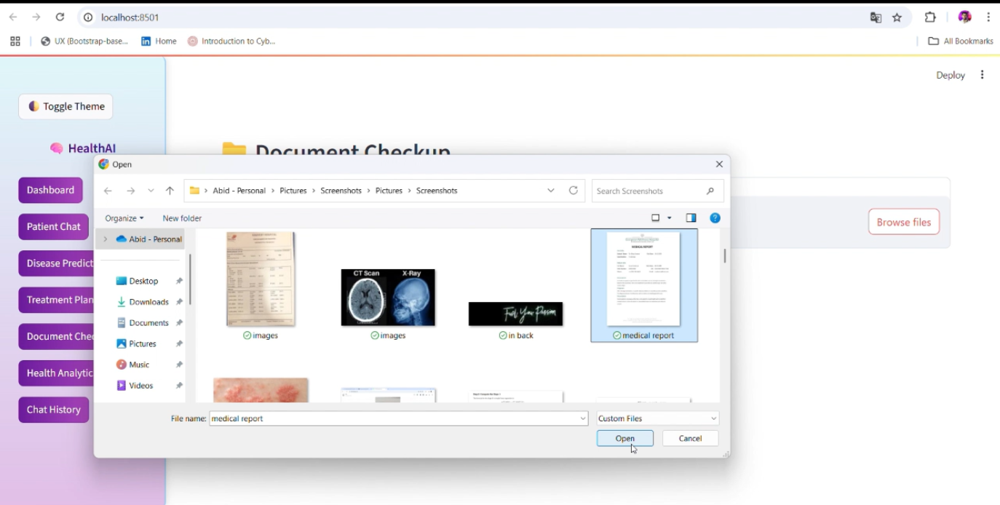 localhost:8501
UX (Bootstrap-base...
Home
Introduction to Cyb...
All Bookmarks
Deploy
Toggle Theme
HealthAI
Document Checkup
Open
Dashboard
Abid - Personal > Pictures > Screenshots > Pictures > Screenshots
Search Screenshots
Organize
New folder
Patient Chat
Browse files
Abid - Personal
Disease Predict
Desktop
Downloads
Treatment Plan
Documents
Document Che
Pictures
Music
Health Analytic
Videos
Chat History
CT Scan
X-Ray
MEDICAL REPORT
images
images
in back
medical report
File name:
medical report
Custom Files
Open
Cancel